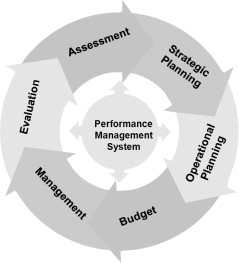 Assessment
Strategic
Planning
Operational
Planning
Budget
Management
Evaluation
Performance
Management
System